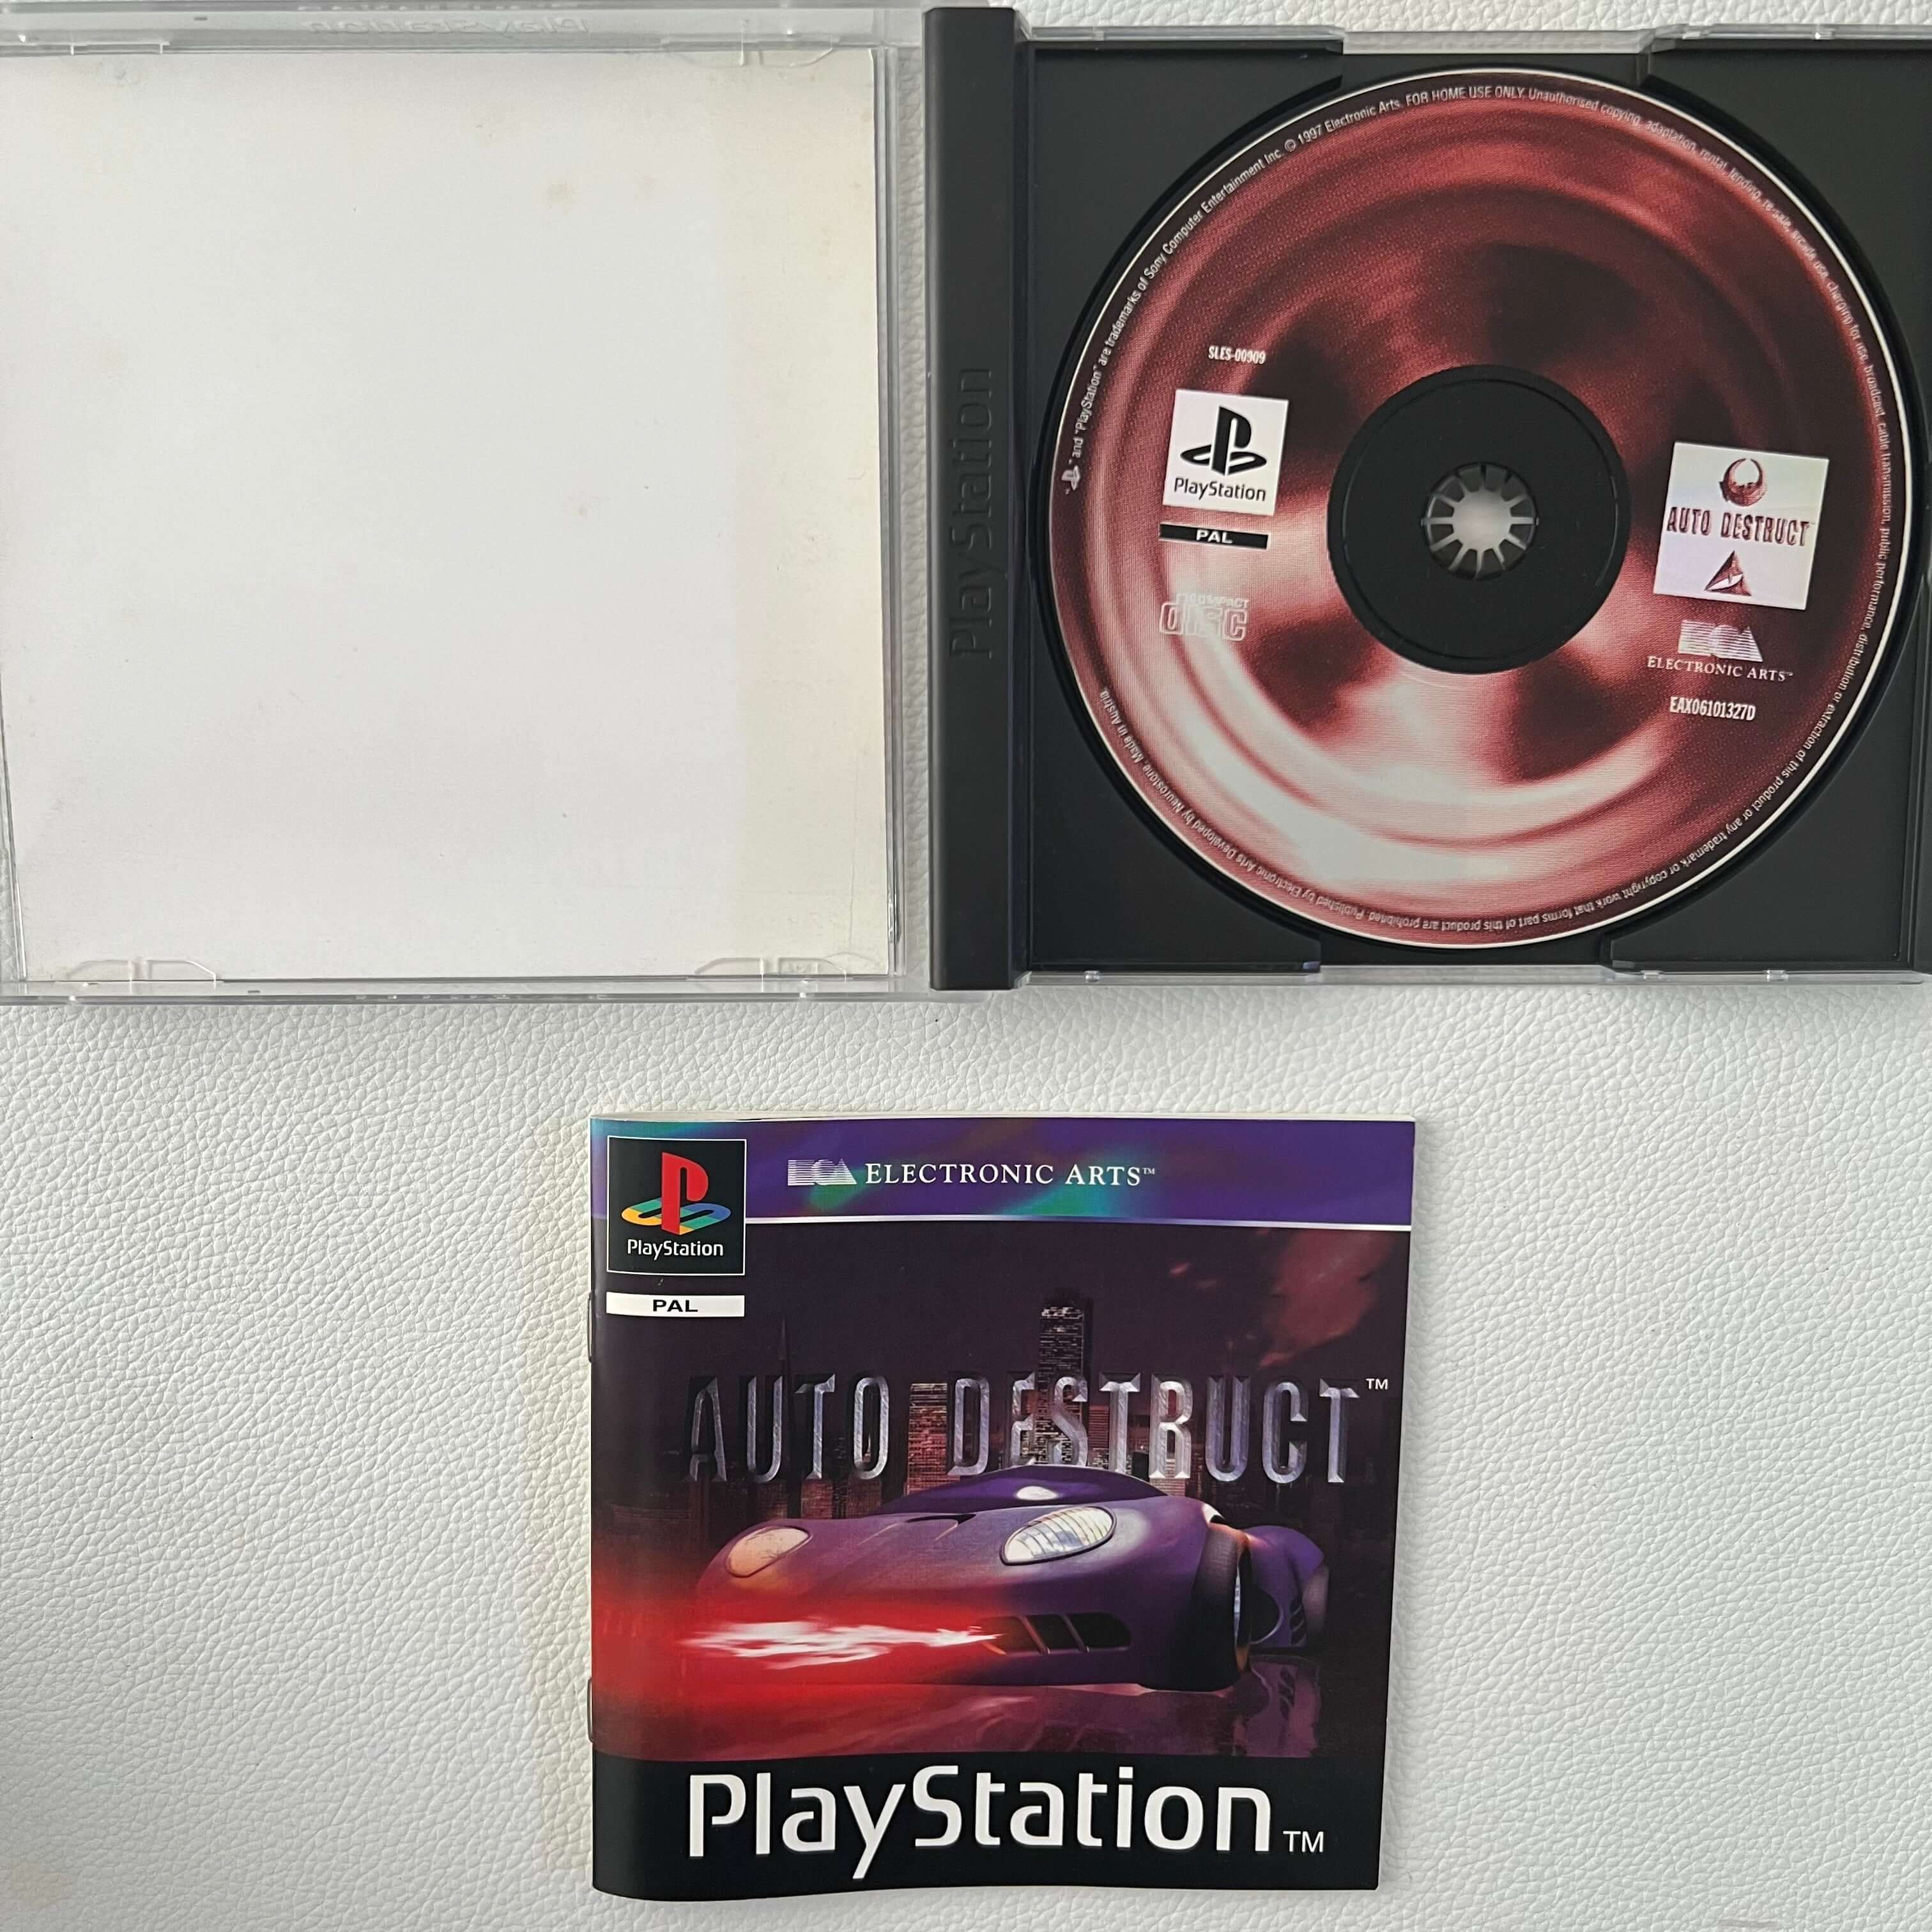 PlayStation
PlayStation
SLES-00909
PlayStation
PAL
COMPACT
disc
AUTO DESTRUCT
ELECTRONIC ARTS™
EAX06101327D
and "PlayStation" are trademarks of Sony Computer Entertainment Inc. © 1997 Electronic Arts. FOR HOME USE ONLY. Unauthorised copying, adaptation, rental, lending, re-sale, arcade use, charging for use, broadcast, cable transmission, public performance, distribution or extraction of this product or any trademark or copyright work that forms part of this product are prohibited. Published by Electronic Arts Developed by Neurostone. Made in Austria.
PlayStation
PAL
ELECTRONIC ARTS™
AUTO DESTRUCT™
PlayStation™